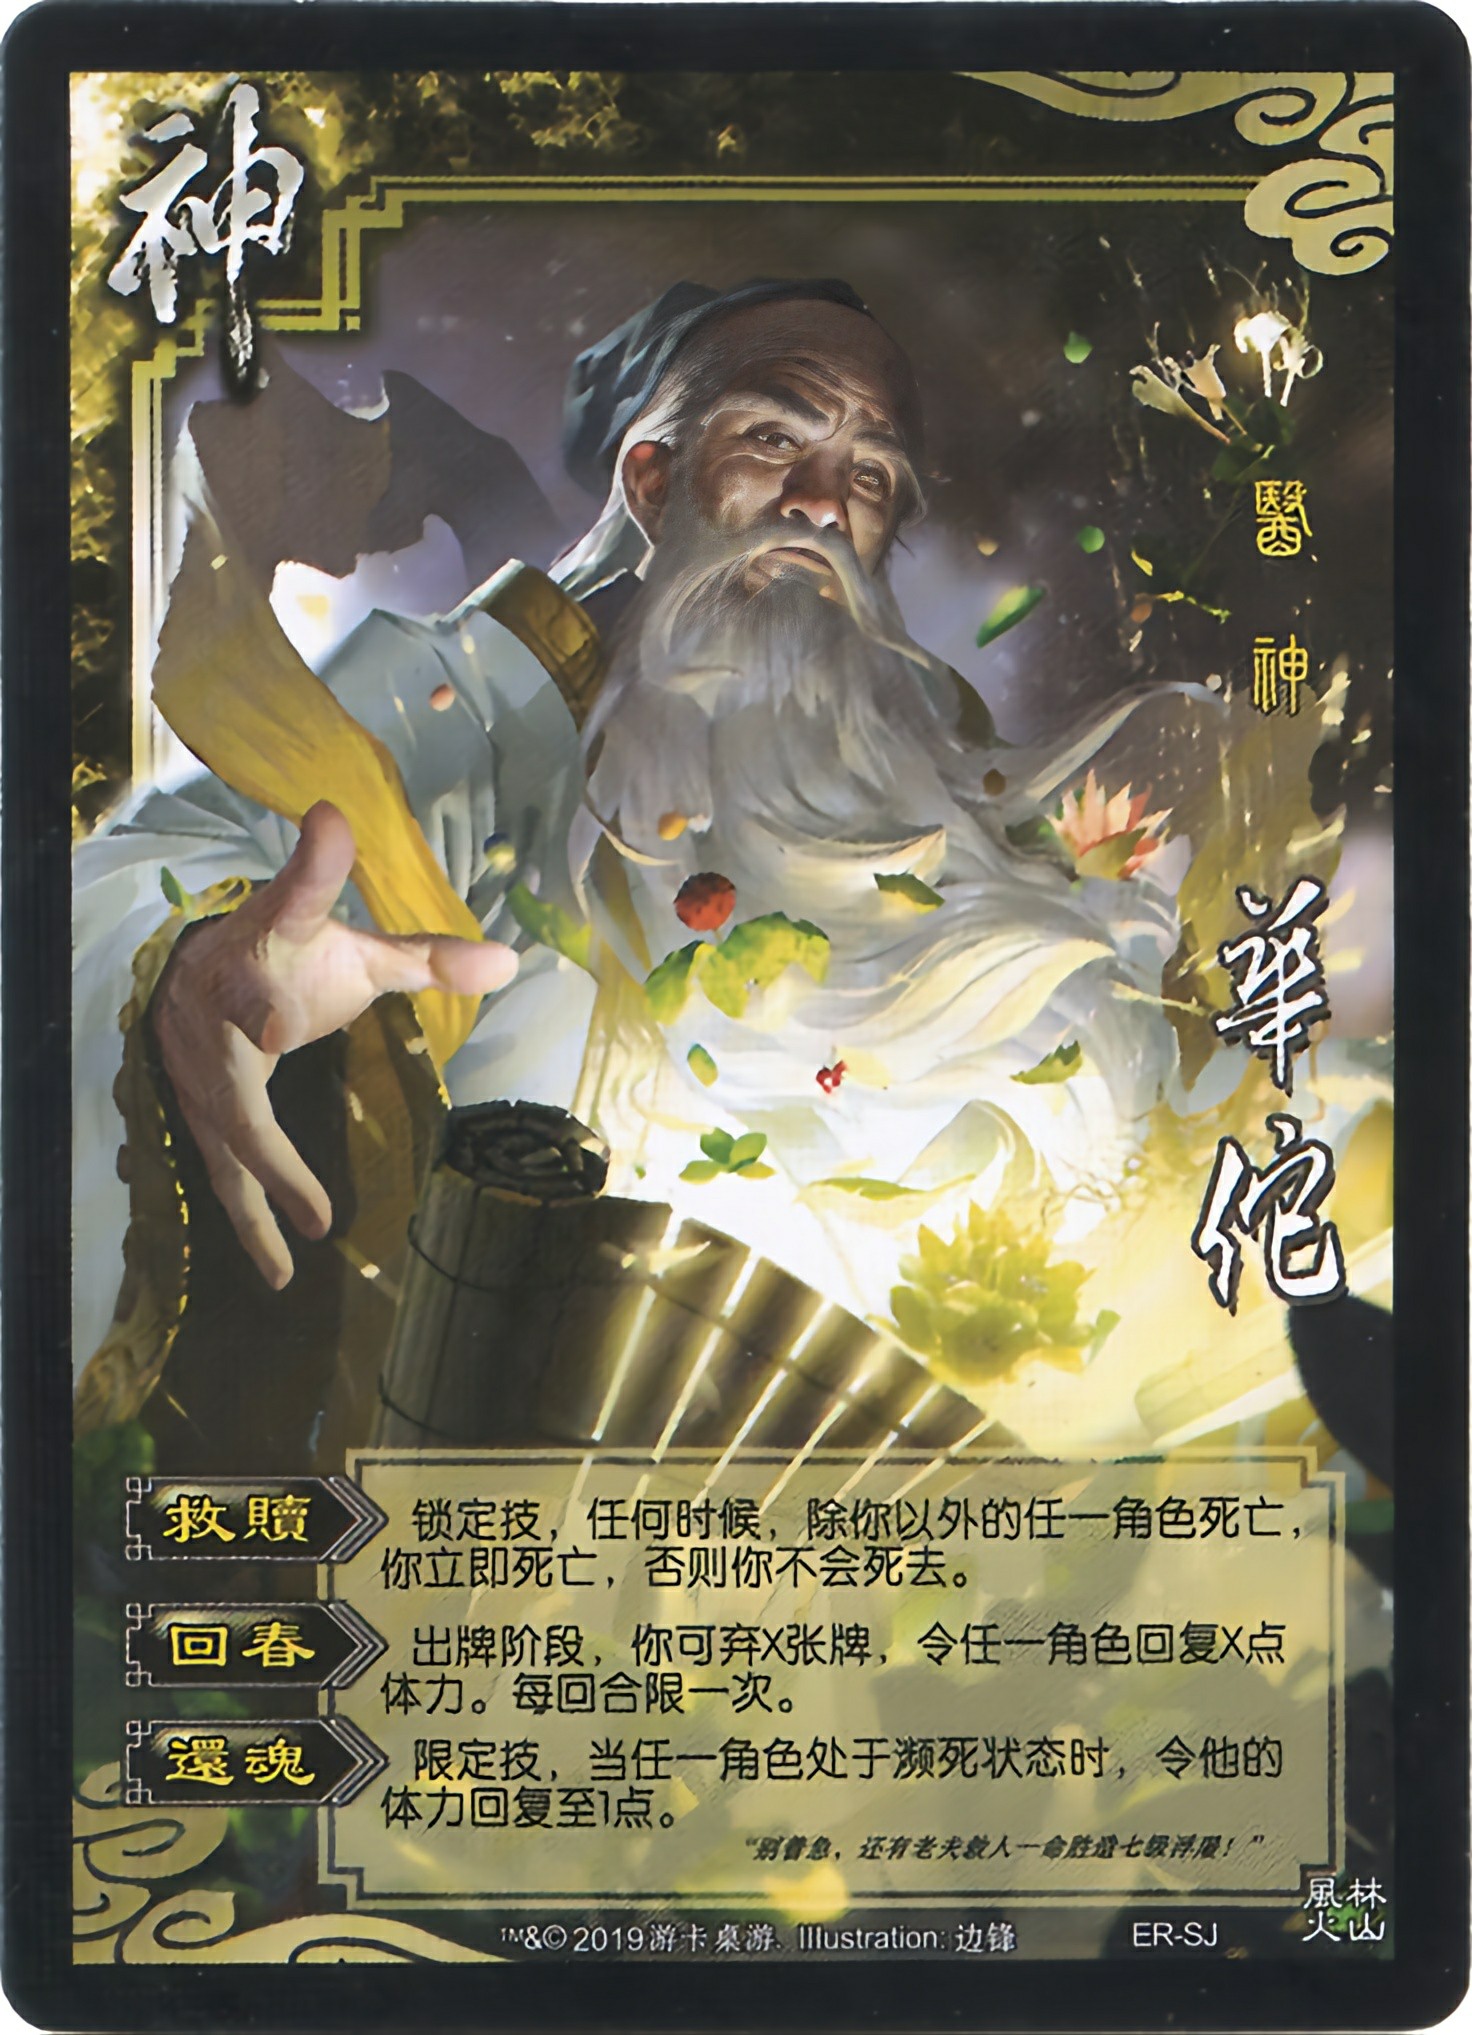 神
醫神
華佗
救贖
锁定技，任何时候，除你以外的任一角色死亡，
你立即死亡，否则你不会死去。
回春
出牌阶段，你可弃X张牌，令任一角色回复X点
体力。每回合限一次。
還魂
限定技，当任一角色处于濒死状态时，令他的
体力回复至1点。
“别着急，还有老夫救人一命胜造七级浮屠！”
™&©2019游卡桌游. Illustration: 边锋
ER-SJ
風林
火山